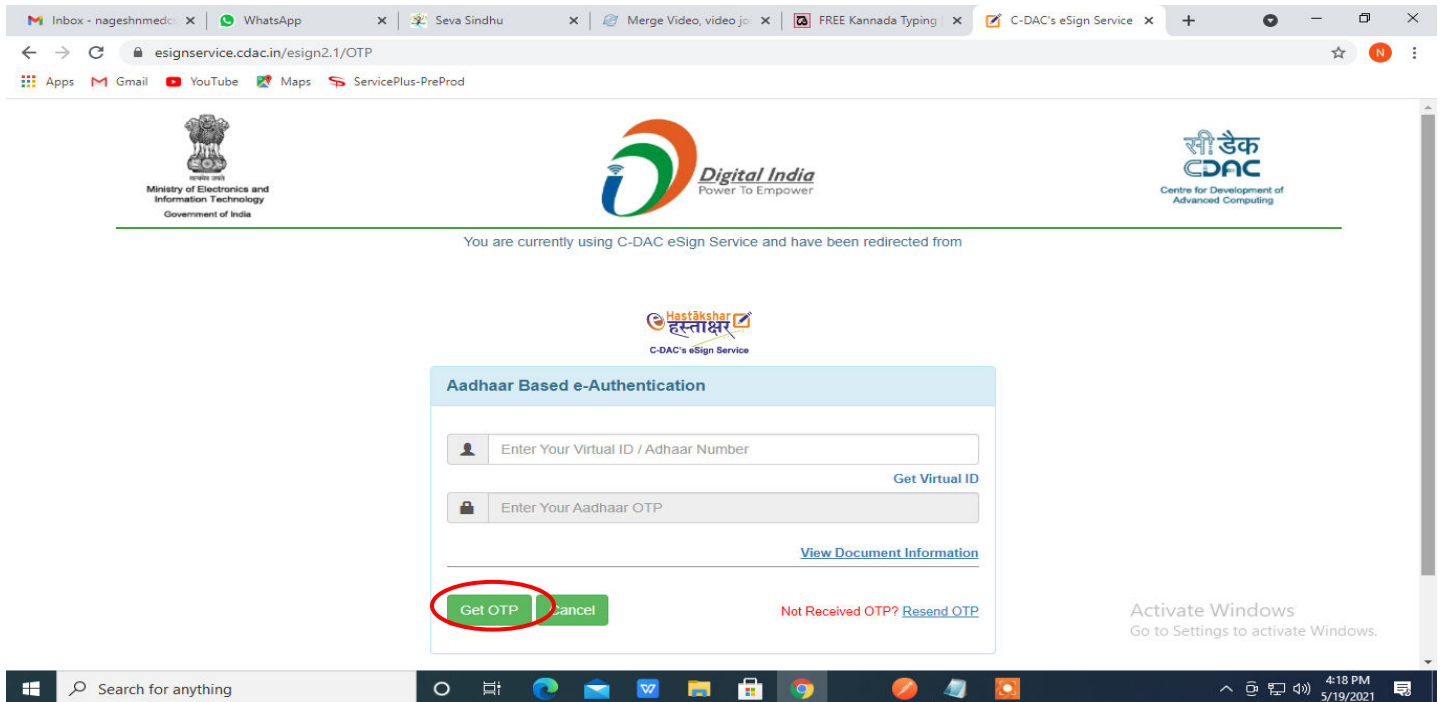 Inbox - nageshnmedcs
WhatsApp
Seva Sindhu
Merge Video, video jo
FREE Kannada Typing
C-DAC's eSign Service
esignservice.cdac.in/esign2.1/OTP
N
Apps
Gmail
YouTube
Maps
ServicePlus-PreProd
सत्यमेव जयते
Ministry of Electronics and
Information Technology
Government of India
Digital India
Power To Empower
सी डैक
CDAC
Centre for Development of
Advanced Computing
You are currently using C-DAC eSign Service and have been redirected from
e Hastākshar
हस्ताक्षर
C-DAC's eSign Service
Aadhaar Based e-Authentication
Enter Your Virtual ID / Adhaar Number
Get Virtual ID
Enter Your Aadhaar OTP
View Document Information
Get OTP
Cancel
Not Received OTP? Resend OTP
Activate Windows
Go to Settings to activate Windows.
Search for anything
4:18 PM
5/19/2021